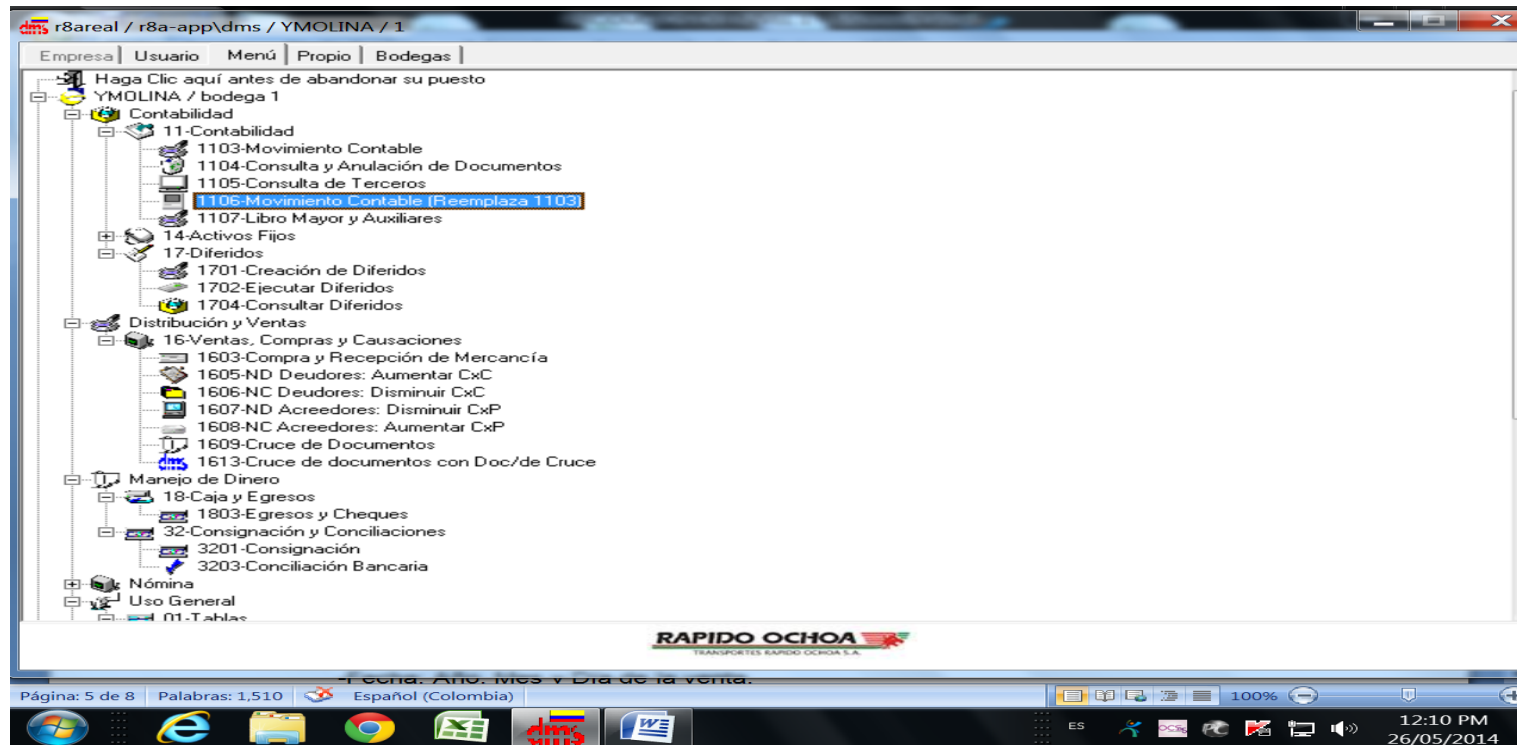 dms r8areal / r8a-app\dms / YMOLINA / 1
Empresa Usuario Menú Propio Bodegas
Haga Clic aquí antes de abandonar su puesto
YMOLINA / bodega 1
Contabilidad
11-Contabilidad
1103-Movimiento Contable
1104-Consulta y Anulación de Documentos
1105-Consulta de Terceros
1106-Movimiento Contable (Reemplaza 1103)
1107-Libro Mayor y Auxiliares
14-Activos Fijos
17-Diferidos
1701-Creación de Diferidos
1702-Ejecutar Diferidos
1704-Consultar Diferidos
Distribución y Ventas
16-Ventas, Compras y Causaciones
1603-Compra y Recepción de Mercancía
1605-ND Deudores: Aumentar CxC
1606-NC Deudores: Disminuir CxC
1607-ND Acreedores: Disminuir CxP
1608-NC Acreedores: Aumentar CxP
1609-Cruce de Documentos
dms 1613-Cruce de documentos con Doc/de Cruce
Manejo de Dinero
18-Caja y Egresos
1803-Egresos y Cheques
32-Consignación y Conciliaciones
3201-Consignación
3203-Conciliación Bancaria
Nómina
Uso General
01-Tablas
RAPIDO OCHOA
TRANSPORTES RAPIDO OCHOA S.A.
-Fecha: Año, Mes y Dia de la venta.
Página: 5 de 8 Palabras: 1,510 Español (Colombia) 100%
dms ES 12:10 PM
26/05/2014